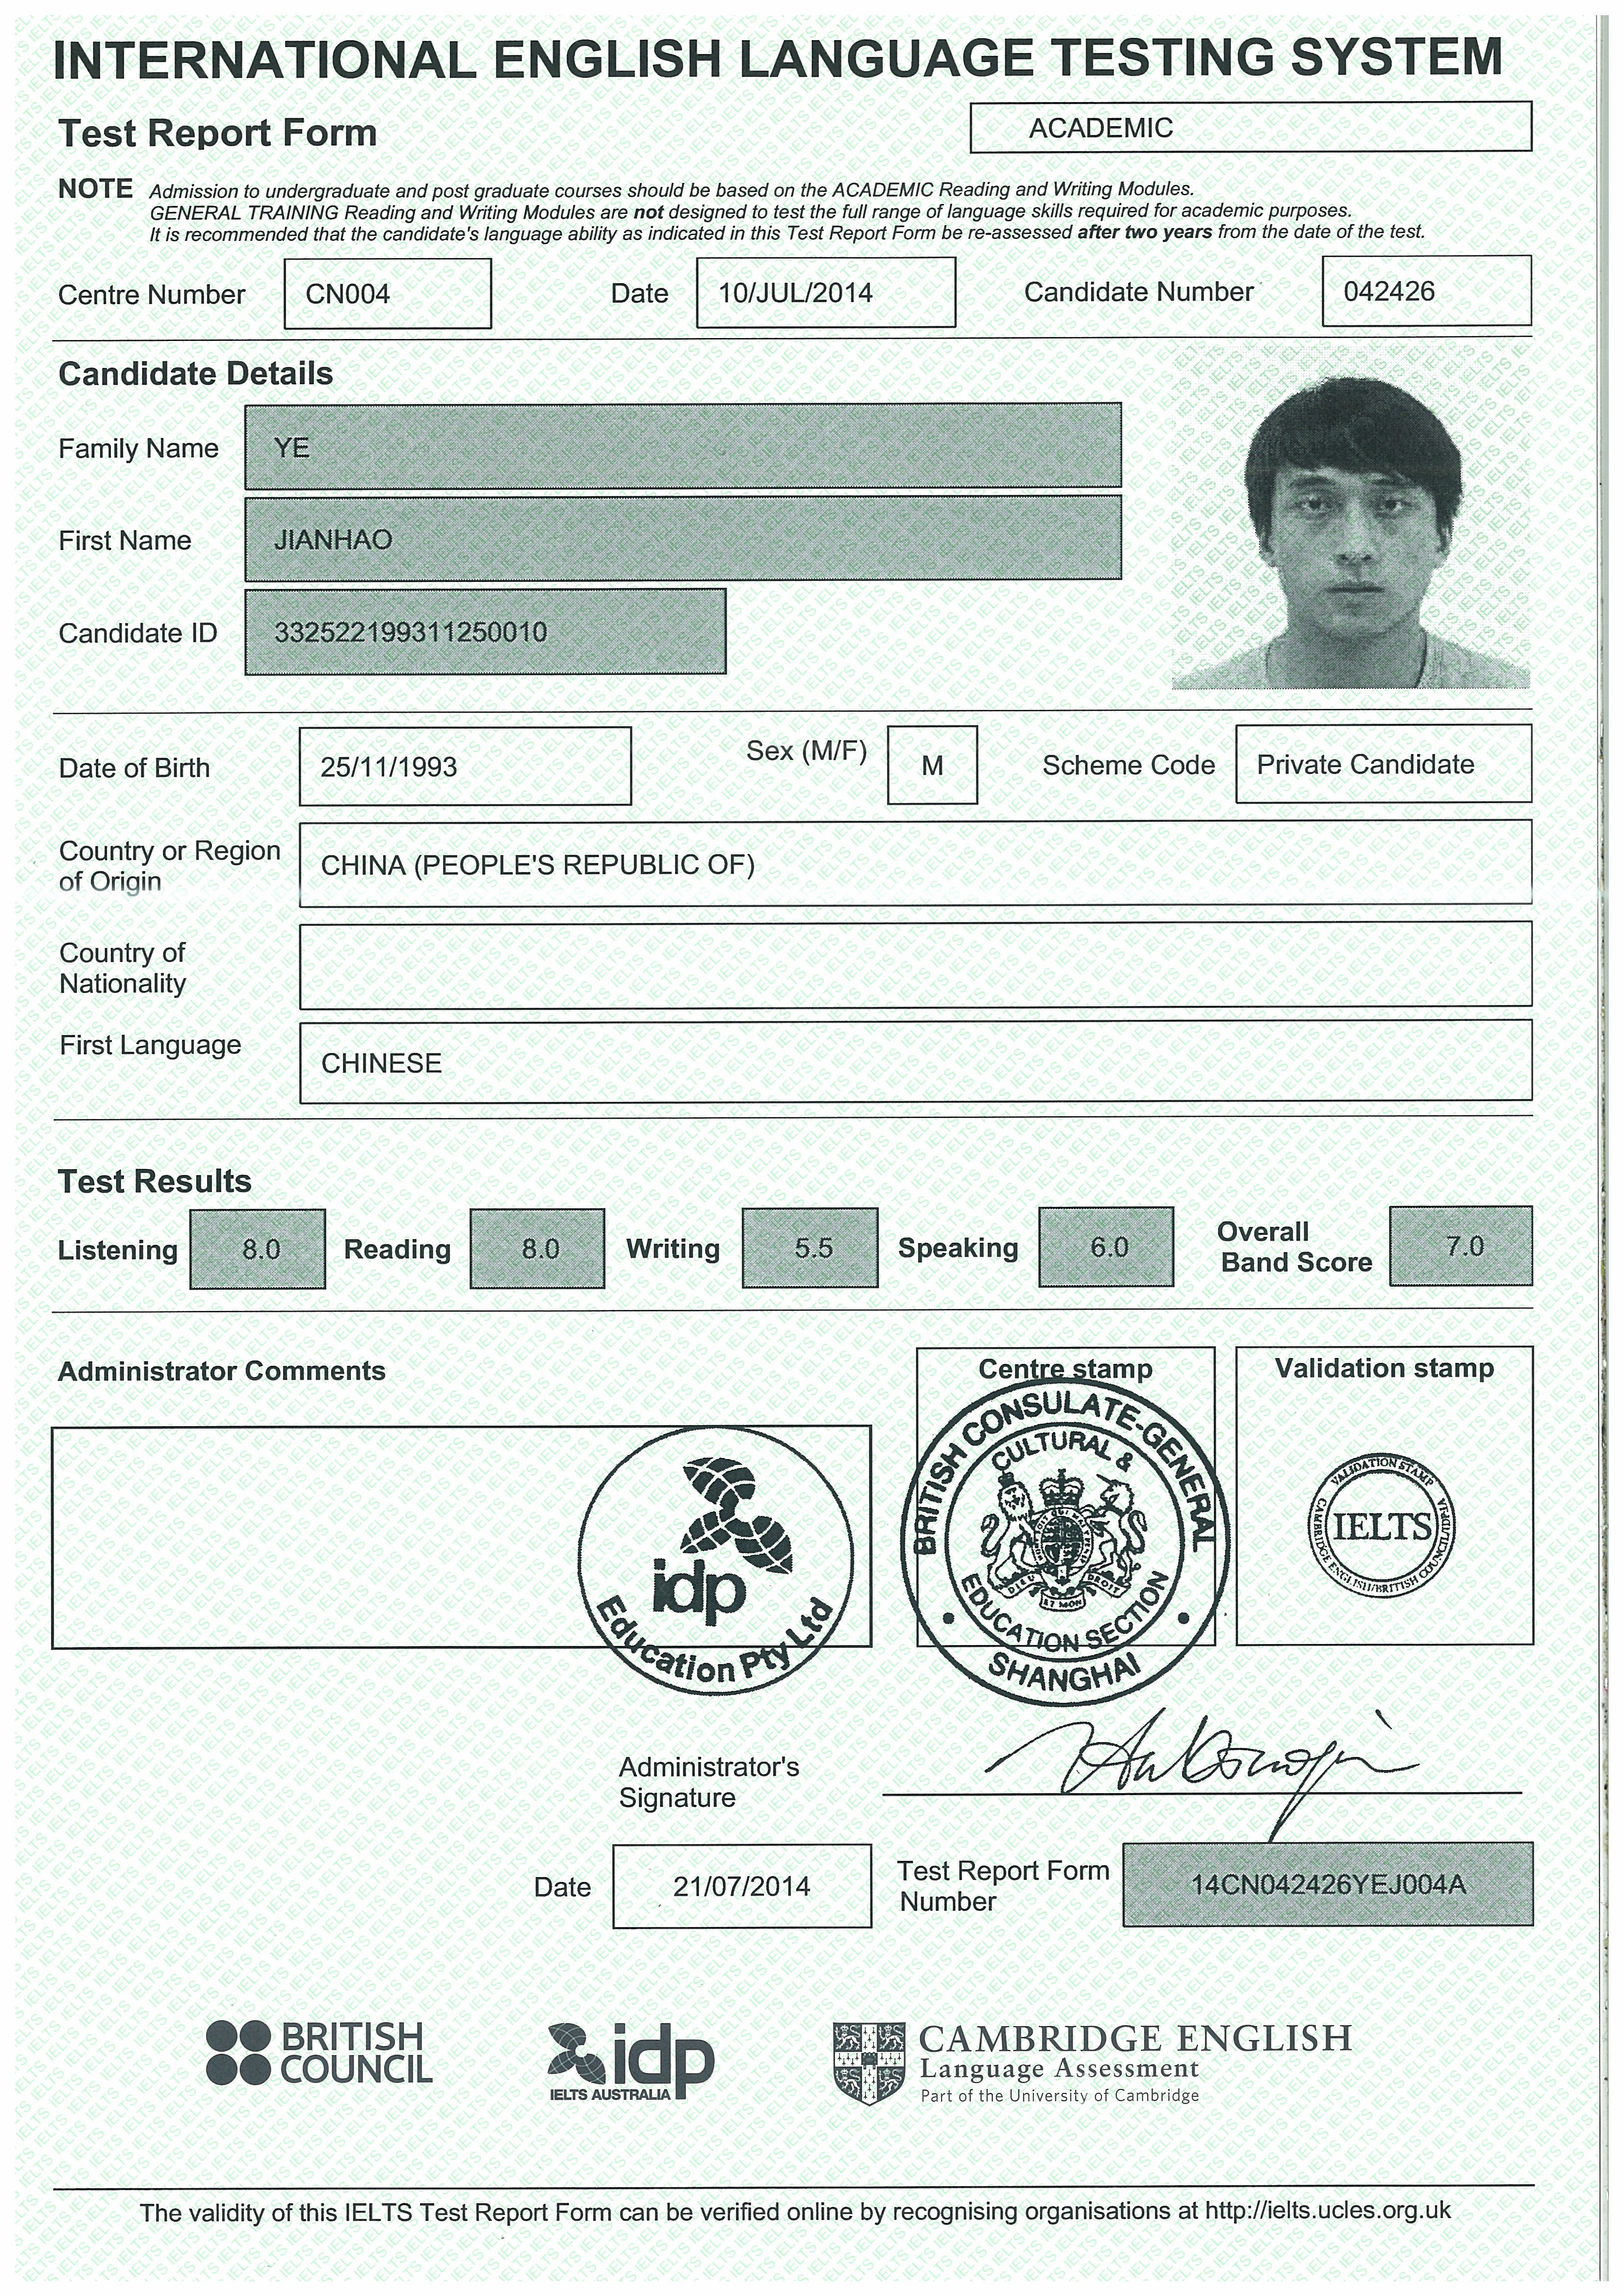 INTERNATIONAL ENGLISH LANGUAGE TESTING SYSTEM
Test Report Form
ACADEMIC
NOTE Admission to undergraduate and post graduate courses should be based on the ACADEMIC Reading and Writing Modules.
GENERAL TRAINING Reading and Writing Modules are not designed to test the full range of language skills required for academic purposes.
It is recommended that the candidate's language ability as indicated in this Test Report Form be re-assessed after two years from the date of the test.
Centre Number CN004 Date 10/JUL/2014 Candidate Number 042426
Candidate Details
Family Name YE
First Name JIANHAO
Candidate ID 332522199311250010
Date of Birth 25/11/1993 Sex (M/F) M Scheme Code Private Candidate
Country or Region
of Origin
CHINA (PEOPLE'S REPUBLIC OF)
Country of
Nationality
First Language
CHINESE
Test Results
Listening 8.0 Reading 8.0 Writing 5.5 Speaking 6.0 Overall
Band Score 7.0
Administrator Comments
idp
Education Pty Ltd
Centre stamp
BRITISH CONSULATE-GENERAL
CULTURAL &
EDUCATION SECTION
SHANGHAI
DIEU ET MON DROIT
Validation stamp
VALIDATION STAMP
IELTS
CAMBRIDGE ENGLISH/BRITISH COUNCIL/IDP:IA
Administrator's
Signature
Date 21/07/2014
Test Report Form
Number
14CN042426YEJ004A
BRITISH
COUNCIL
idp
IELTS AUSTRALIA
CAMBRIDGE ENGLISH
Language Assessment
Part of the University of Cambridge
The validity of this IELTS Test Report Form can be verified online by recognising organisations at http://ielts.ucles.org.uk